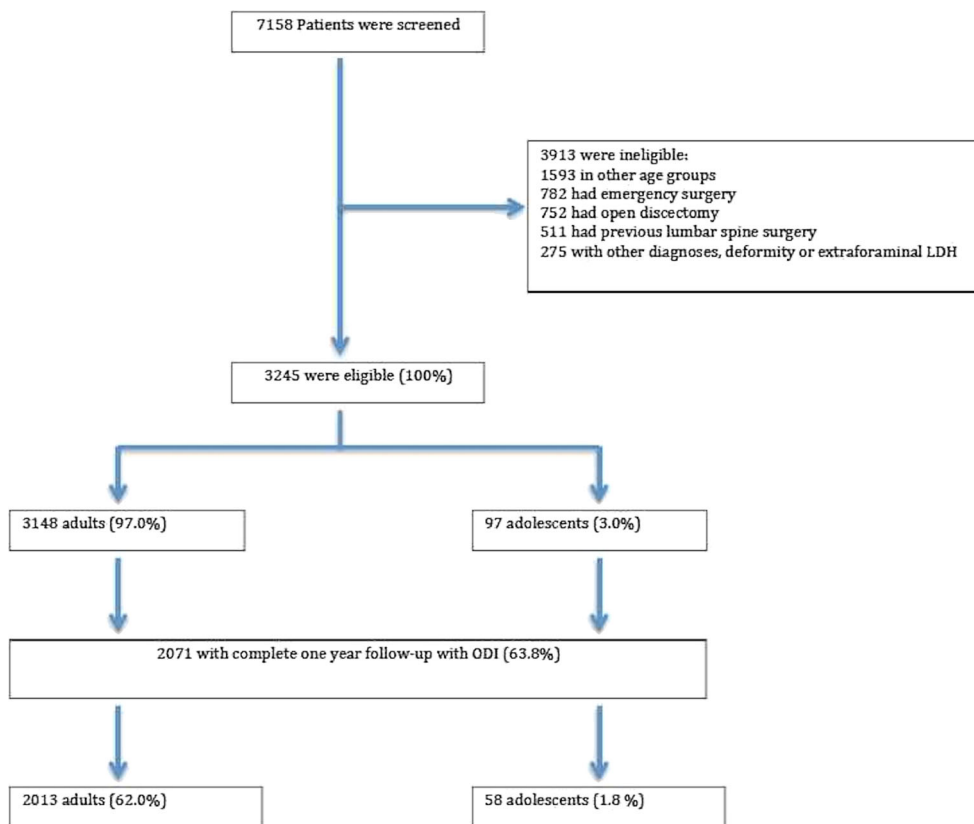 7158 Patients were screened
3913 were ineligible:
1593 in other age groups
782 had emergency surgery
752 had open discectomy
511 had previous lumbar spine surgery
275 with other diagnoses, deformity or extraforaminal LDH
3245 were eligible (100%)
3148 adults (97.0%)
97 adolescents (3.0%)
2071 with complete one year follow-up with ODI (63.8%)
2013 adults (62.0%)
58 adolescents (1.8 %)